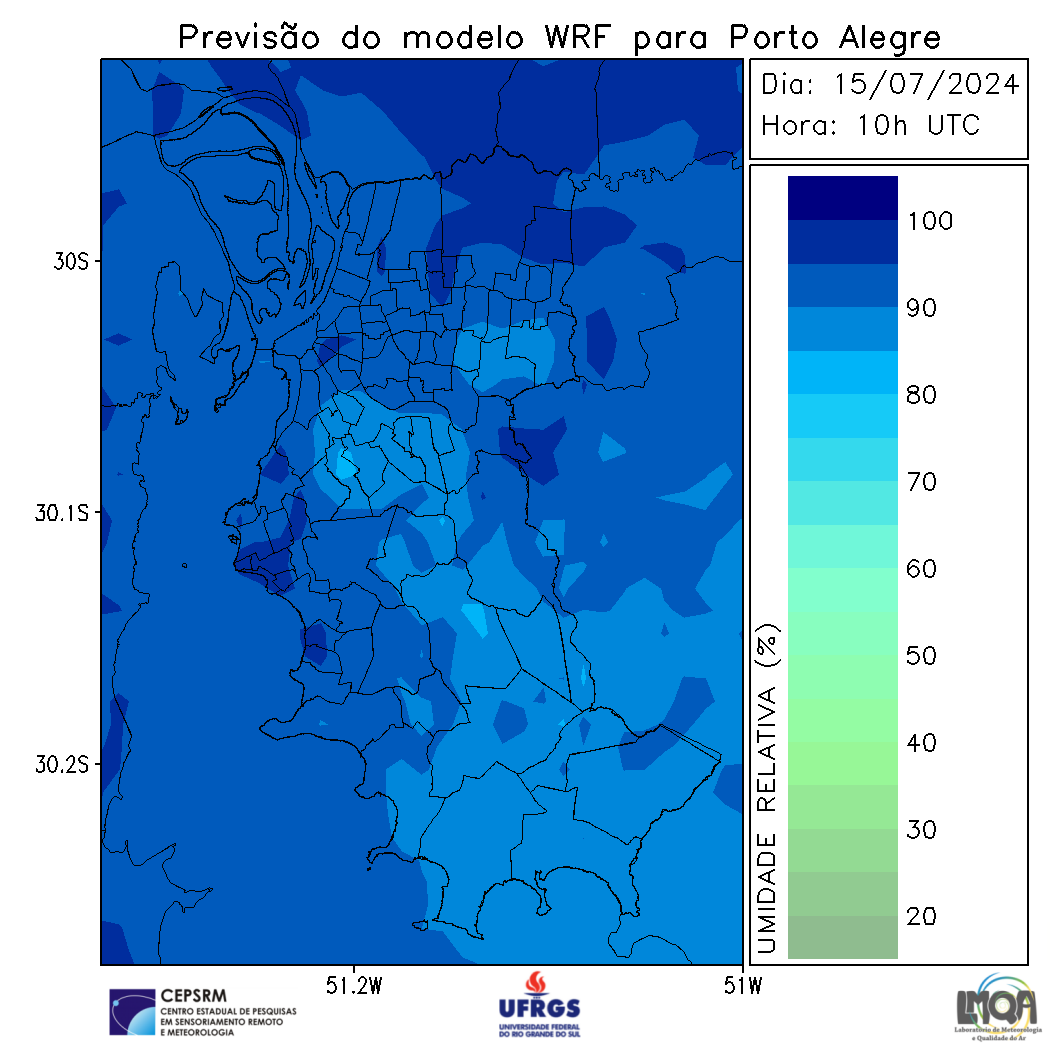 Previsão do modelo WRF para Porto Alegre
Dia: 15/07/2024
Hora: 10h UTC
100
90
80
70
60
50
40
30
20
UMIDADE RELATIVA (%)
30S
30.1S
30.2S
51.2W
51W
CEPSRM
CENTRO ESTADUAL DE PESQUISAS
EM SENSORIAMENTO REMOTO
E METEOROLOGIA
UFRGS
UNIVERSIDADE FEDERAL
DO RIO GRANDE DO SUL
LMQA
Laboratório de Meteorologia
e Qualidade do Ar